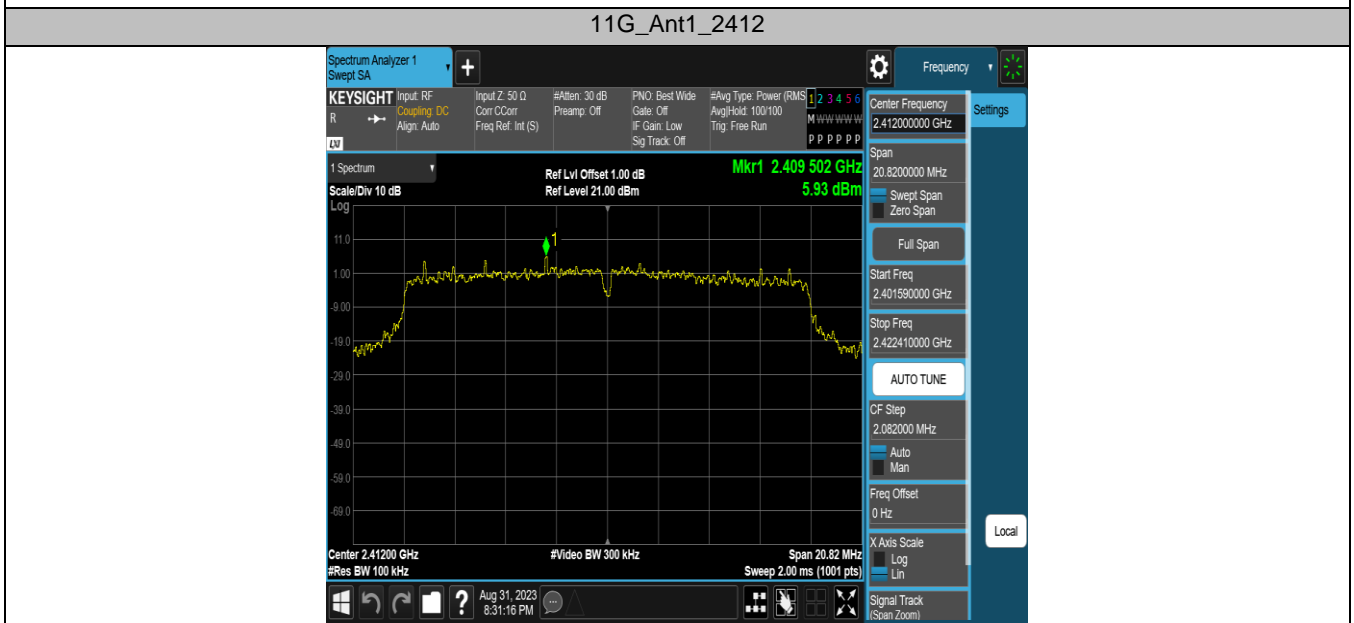 11G_Ant1_2412
Spectrum Analyzer 1
Swept SA
Frequency
KEYSIGHT
R
LXI
Input: RF
Coupling: DC
Align: Auto
Input Z: 50 Ω
Corr CCorr
Freq Ref: Int (S)
#Atten: 30 dB
Preamp: Off
PNO: Best Wide
Gate: Off
IF Gain: Low
Sig Track: Off
#Avg Type: Power (RMS
Avg|Hold: 100/100
Trig: Free Run
1 2 3 4 5 6
M W W W W W
P P P P P P
1 Spectrum
Scale/Div 10 dB
Log
Ref Lvl Offset 1.00 dB
Ref Level 21.00 dBm
Mkr1 2.409 502 GHz
5.93 dBm
1
11.0
1.00
-9.00
-19.0
-29.0
-39.0
-49.0
-59.0
-69.0
Center 2.41200 GHz
#Res BW 100 kHz
#Video BW 300 kHz
Span 20.82 MHz
Sweep 2.00 ms (1001 pts)
Center Frequency
2.412000000 GHz
Settings
Span
20.8200000 MHz
Swept Span
Zero Span
Full Span
Start Freq
2.401590000 GHz
Stop Freq
2.422410000 GHz
AUTO TUNE
CF Step
2.082000 MHz
Auto
Man
Freq Offset
0 Hz
Local
X Axis Scale
Log
Lin
Signal Track
(Span Zoom)
?
Aug 31, 2023
8:31:16 PM